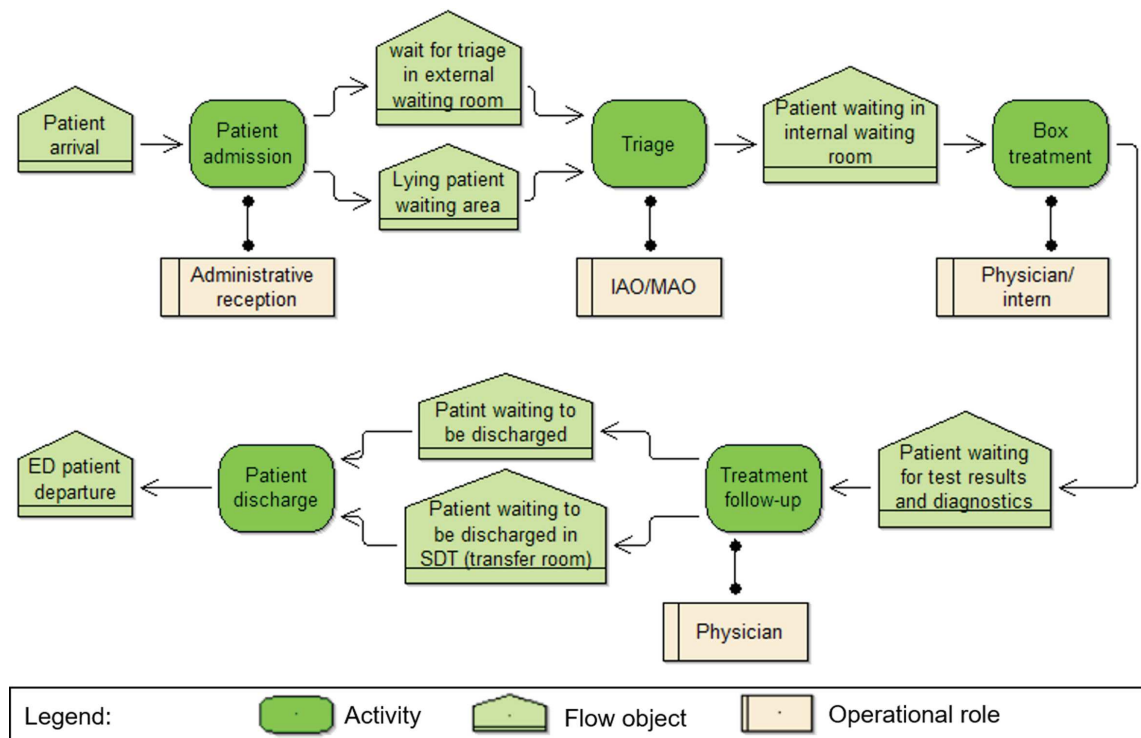 Patient
arrival
Patient
admission
wait for triage
in external
waiting room
Lying patient
waiting area
Triage
Patient waiting in
internal waiting
room
Box
treatment
Administrative
reception
IAO/MAO
Physician/
intern
ED patient
departure
Patient
discharge
Patint waiting to
be discharged
Patient waiting to
be discharged in
SDT (transfer room)
Treatment
follow-up
Patient waiting
for test results
and diagnostics
Physician
Legend:
Activity
Flow object
Operational role